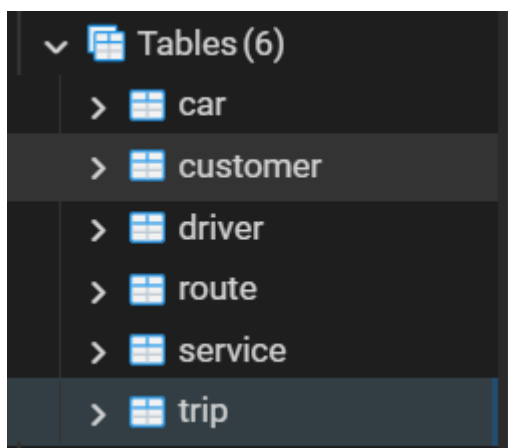 Tables (6)
car
customer
driver
route
service
trip